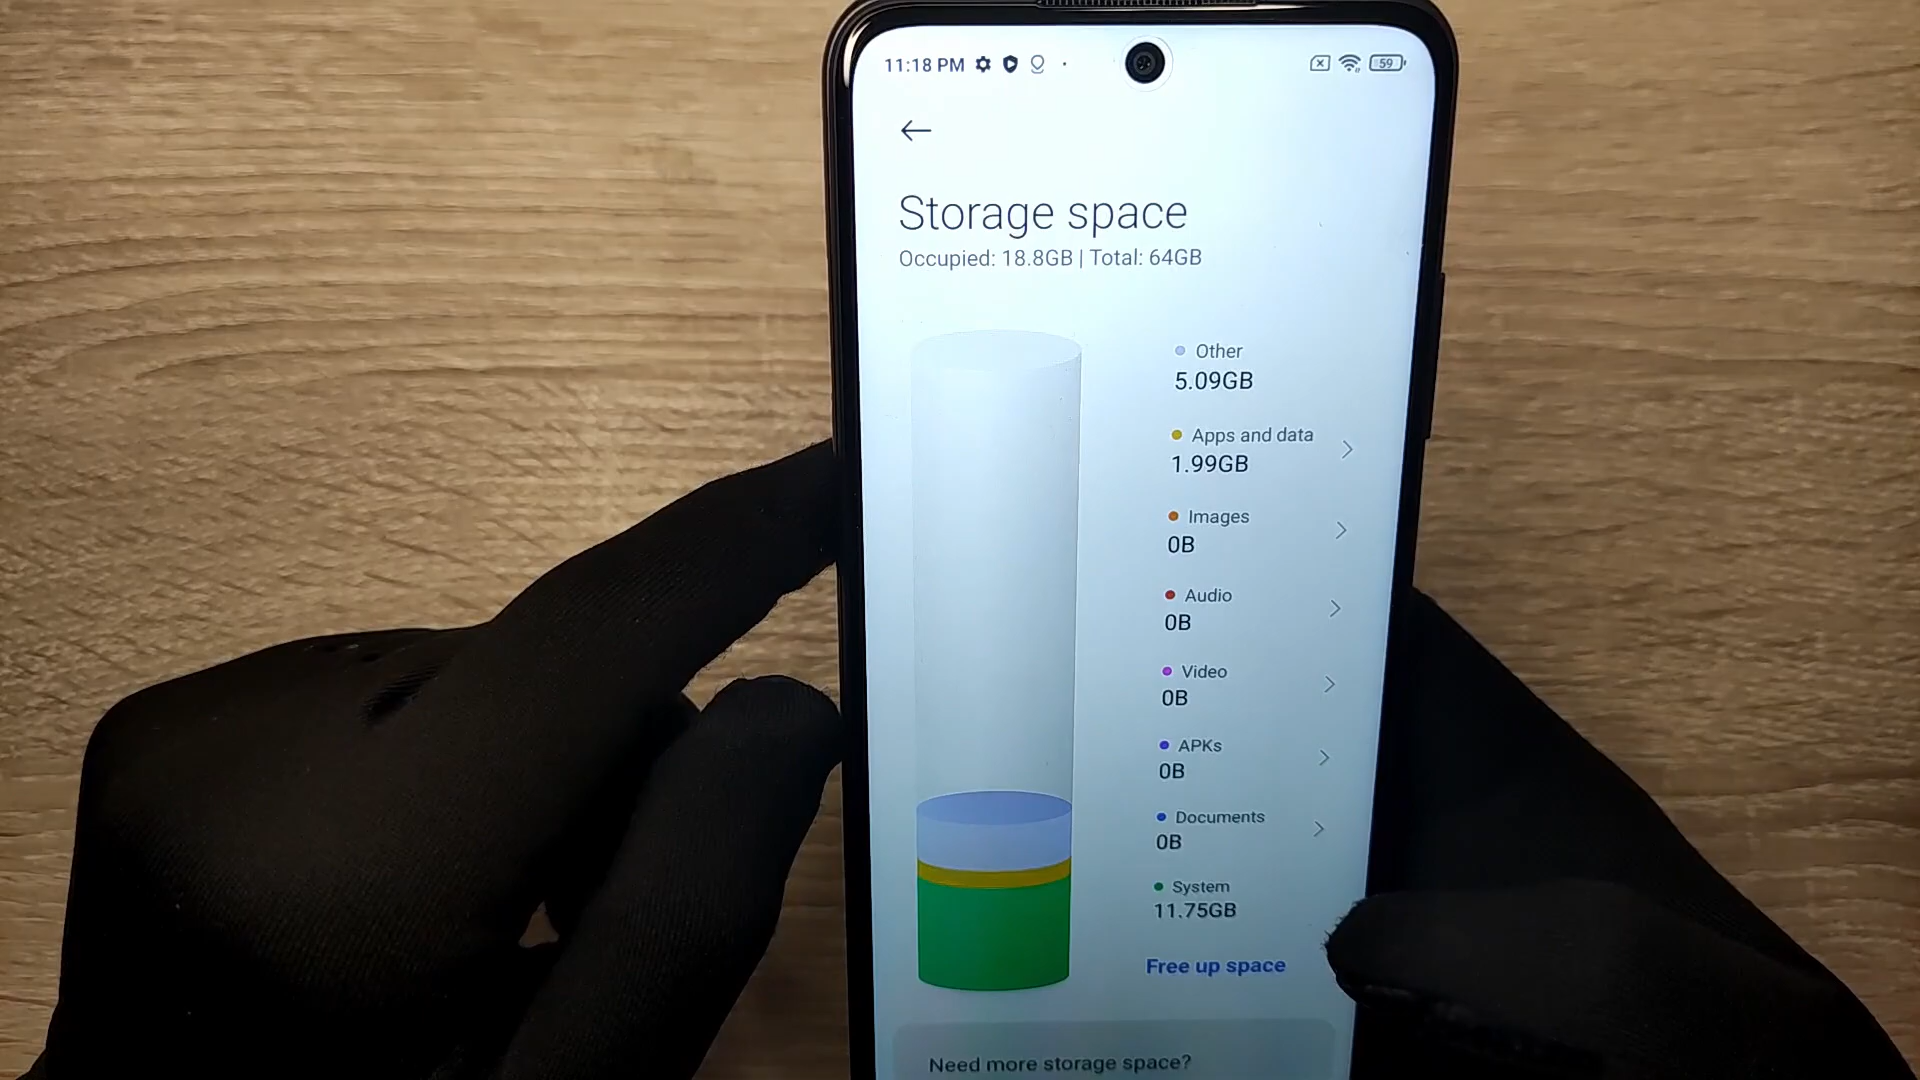 11:18 PM
59
Storage space
Occupied: 18.8GB | Total: 64GB
Other
5.09GB
Apps and data
1.99GB
Images
0B
Audio
0B
Video
0B
APKs
0B
Documents
0B
System
11.75GB
Free up space
Need more storage space?